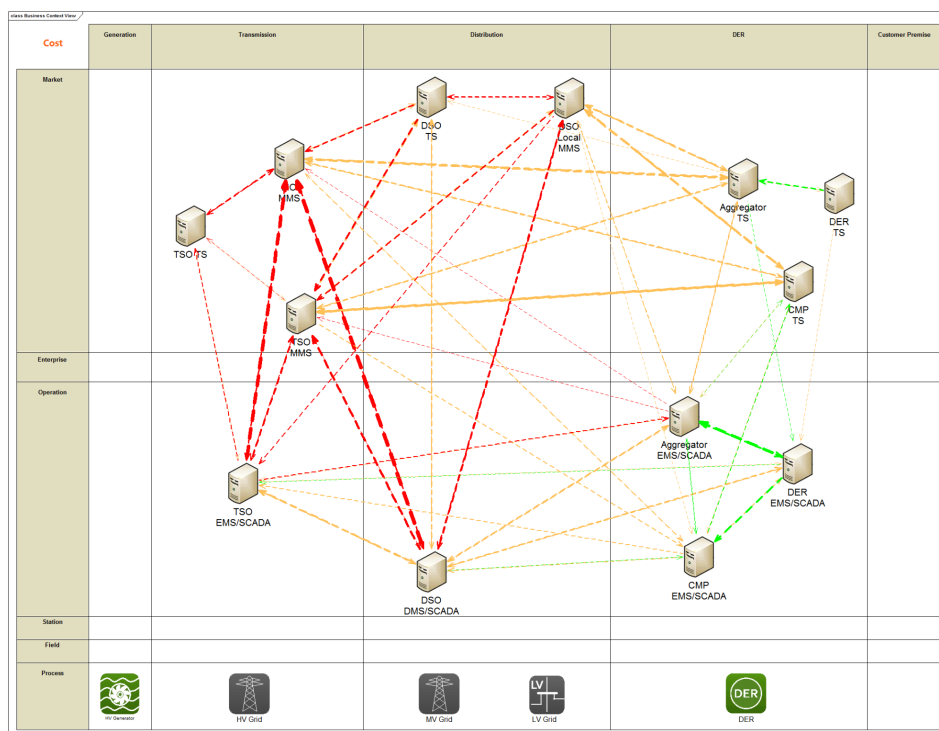 class Business Context View
Cost
Generation
Transmission
Distribution
DER
Customer Premise
Market
DSO
TS
DSO
Local
MMS
MMS
Aggregator
TS
DER
TS
TSO TS
CMP
TS
TSO
MMS
Enterprise
Operation
Aggregator
EMS/SCADA
TSO
EMS/SCADA
DER
EMS/SCADA
DSO
DMS/SCADA
CMP
EMS/SCADA
Station
Field
Process
LV
DER
HV Generator
HV Grid
MV Grid
LV Grid
DER